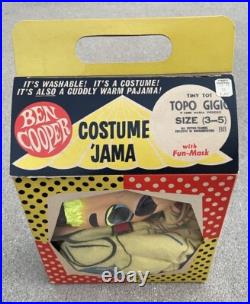 IT'S WASHABLE! IT'S A COSTUME!
IT'S ALSO A CUDDLY WARM PAJAMA!
BEN
COOPER
COSTUME
'JAMA
TINY TOT
TOPO GIGIO
SIZE (3-5)
with
Fun-Mask